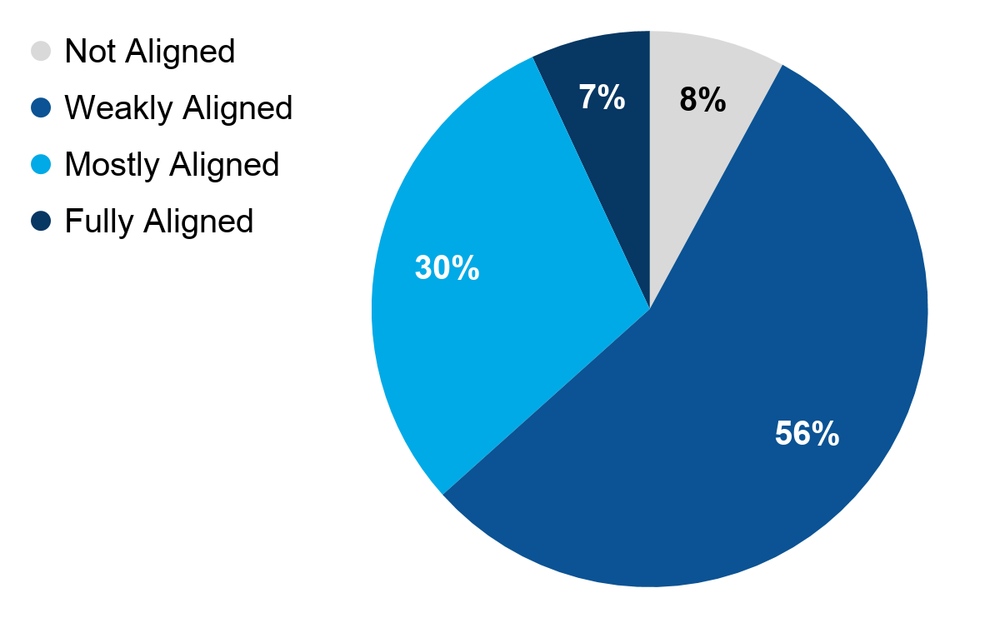 Not Aligned
Weakly Aligned
Mostly Aligned
Fully Aligned
7%
8%
30%
56%